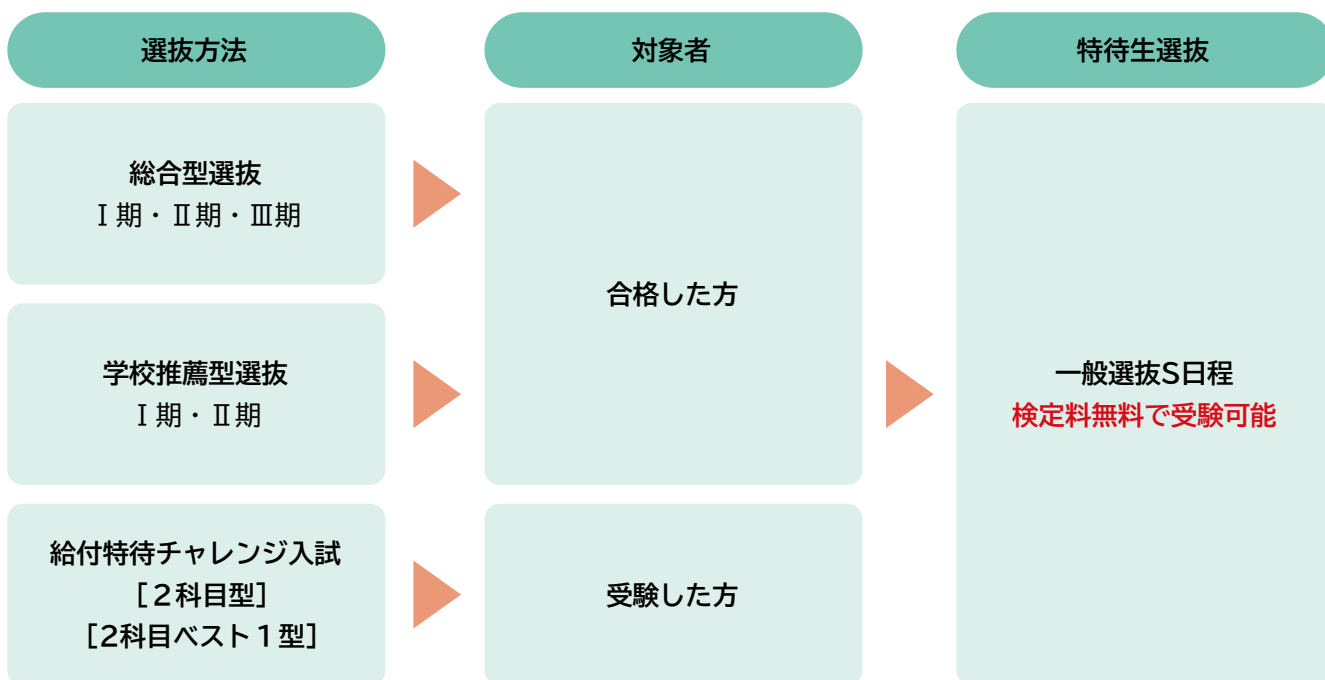 選抜方法
対象者
特待生選抜
総合型選抜
Ⅰ期・Ⅱ期・Ⅲ期
学校推薦型選抜
Ⅰ期・Ⅱ期
給付特待チャレンジ入試
［２科目型］
［2科目ベスト１型］
合格した方
受験した方
一般選抜S日程
検定料無料で受験可能